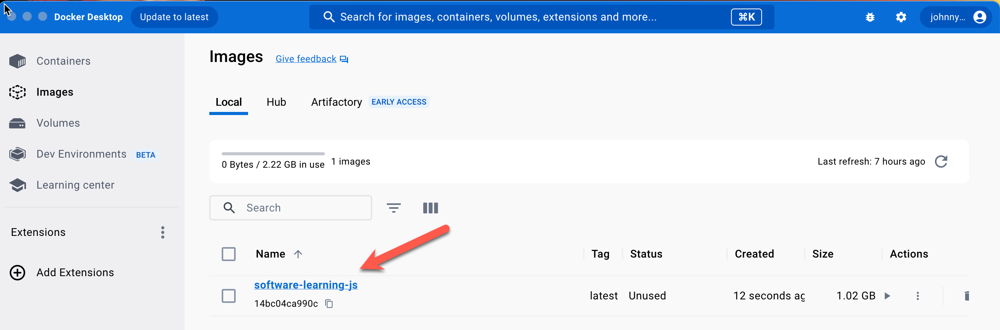 Docker Desktop Update to latest Search for images, containers, volumes, extensions and more... ⌘K johnny...
Containers
Images
Volumes
Dev Environments BETA
Learning center
Extensions
Add Extensions
Images Give feedback
Local Hub Artifactory EARLY ACCESS
0 Bytes / 2.22 GB in use 1 images Last refresh: 7 hours ago
Search
Name Tag Status Created Size Actions
software-learning-js
latest Unused 12 seconds ag 1.02 GB
14bc04ca990c